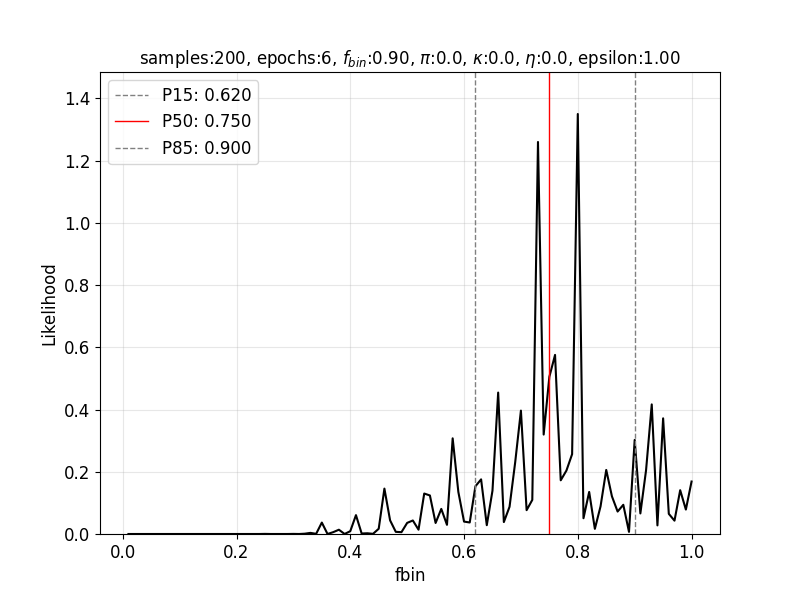 samples:200, epochs:6, f_bin:0.90, π:0.0, κ:0.0, η:0.0, epsilon:1.00
P15: 0.620
P50: 0.750
P85: 0.900
Likelihood
1.4
1.2
1.0
0.8
0.6
0.4
0.2
0.0
0.0 0.2 0.4 0.6 0.8 1.0
fbin